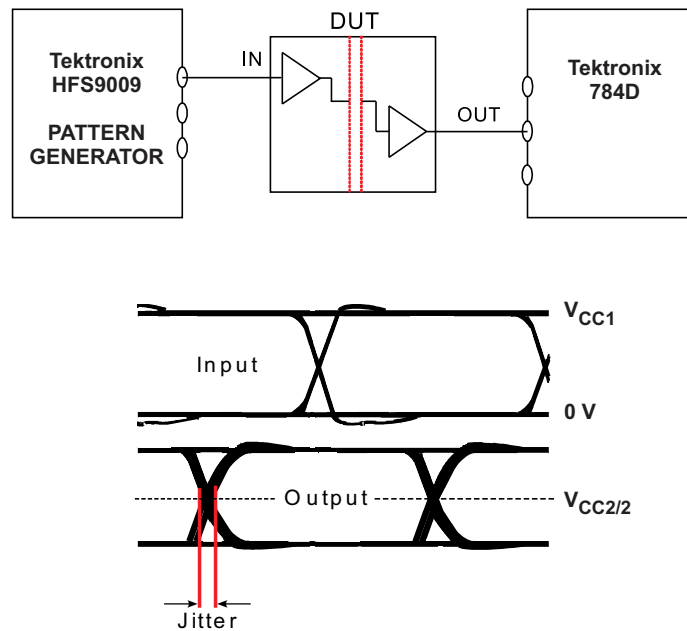 DUT
Tektronix
HFS9009
PATTERN
GENERATOR
IN
OUT
Tektronix
784D
Input
VCC1
0 V
Output
VCC2/2
Jitter